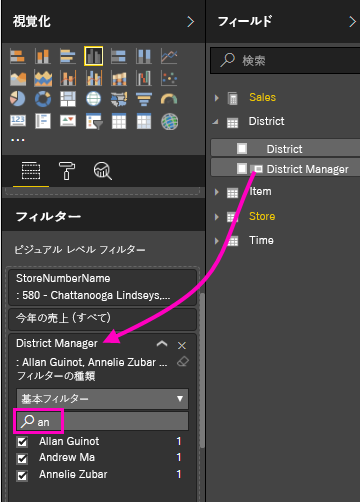 視覚化
フィルター
ビジュアル レベル フィルター
StoreNumberName
: 580 - Chattanooga Lindseys,...
今年の売上 (すべて)
District Manager
: Allan Guinot, Annelie Zubar ...
フィルターの種類
基本フィルター
an
Allan Guinot 1
Andrew Ma 1
Annelie Zubar 1
フィールド
検索
Sales
District
District
District Manager
Item
Store
Time